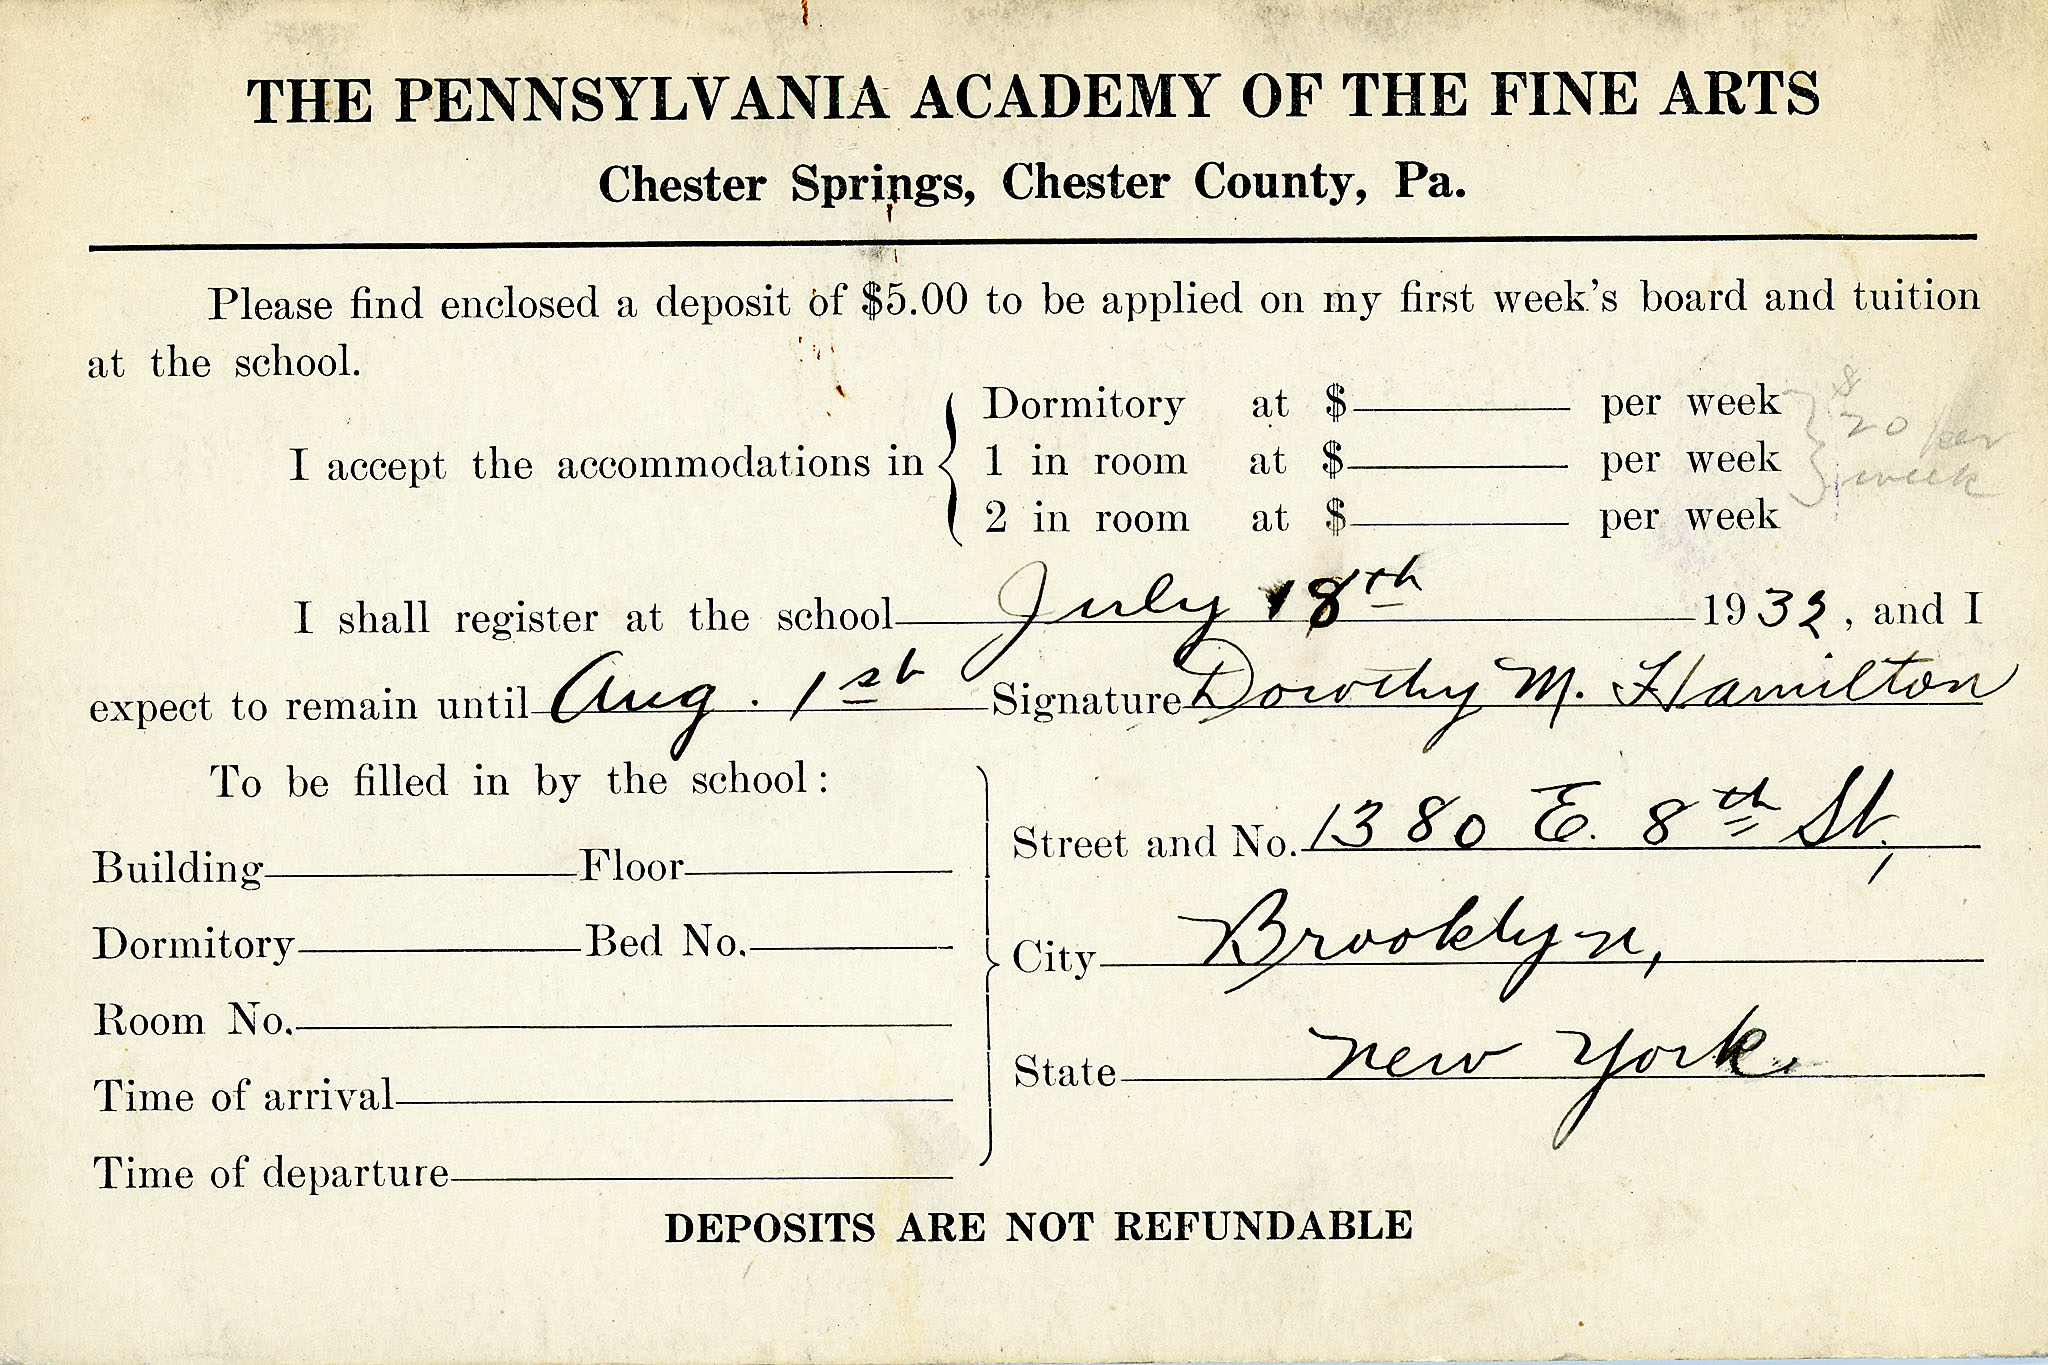 THE PENNSYLVANIA ACADEMY OF THE FINE ARTS
Chester Springs, Chester County, Pa.
Please find enclosed a deposit of $5.00 to be applied on my first week's board and tuition
at the school.
I accept the accommodations in
Dormitory at $ per week
1 in room at $ per week
2 in room at $ per week
$
20 per
week
I shall register at the school July 18th 1932, and I
expect to remain until Aug. 1st Signature Dorothy M. Hamilton
To be filled in by the school:
Building Floor
Dormitory Bed No.
Room No.
Time of arrival
Time of departure
Street and No. 1380 E. 8th St,
City Brooklyn,
State New York.
DEPOSITS ARE NOT REFUNDABLE